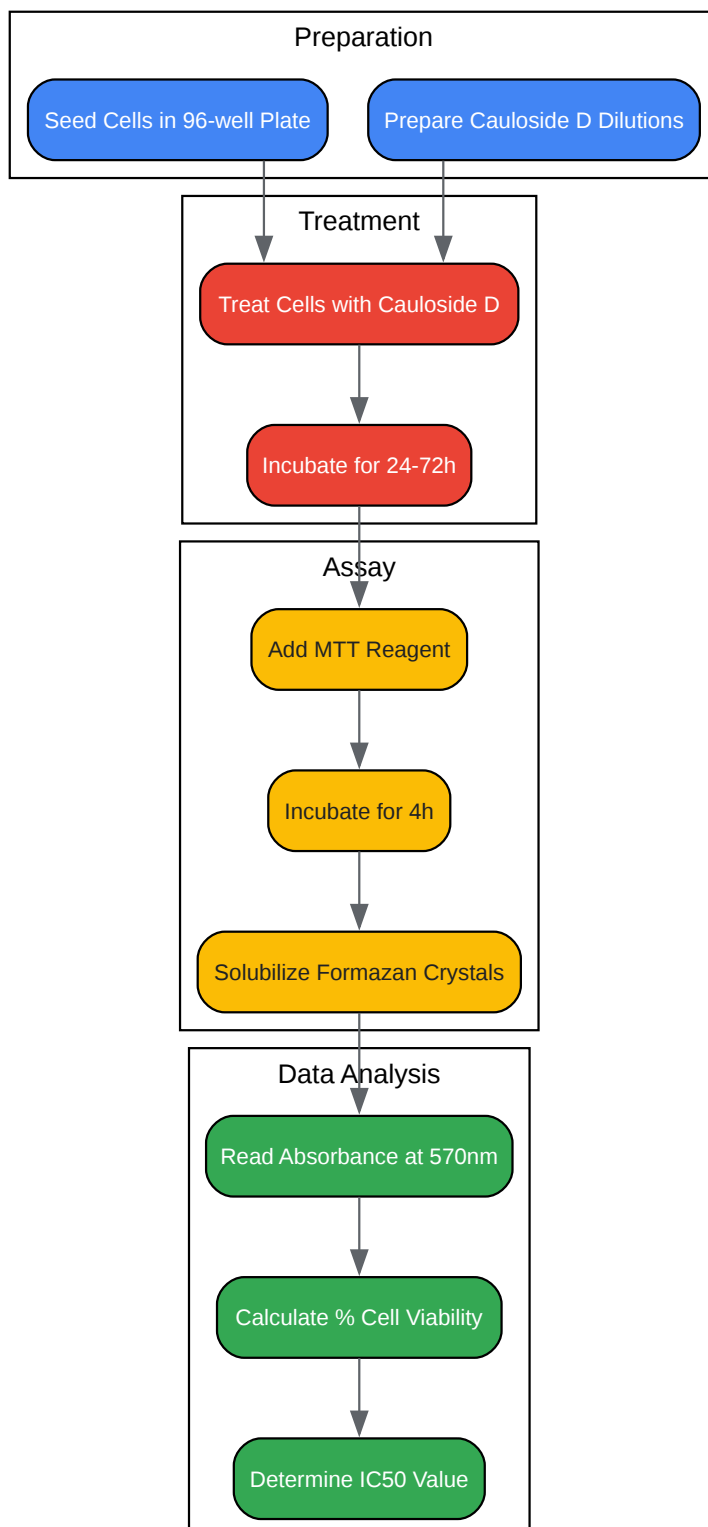 Preparation
Seed Cells in 96-well Plate
Prepare Cauloside D Dilutions
Treatment
Treat Cells with Cauloside D
Incubate for 24-72h
Assay
Add MTT Reagent
Incubate for 4h
Solubilize Formazan Crystals
Data Analysis
Read Absorbance at 570nm
Calculate % Cell Viability
Determine IC50 Value